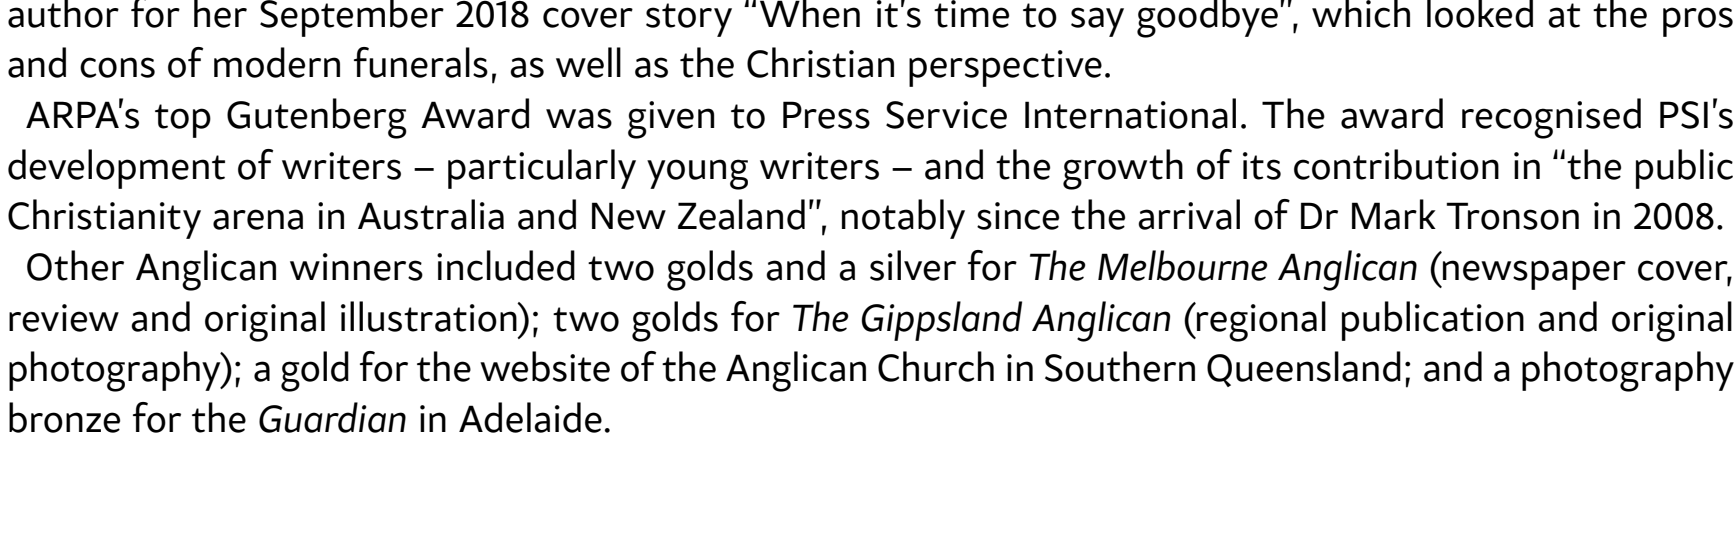 author for her September 2018 cover story “When it’s time to say goodbye”, which looked at the pros
and cons of modern funerals, as well as the Christian perspective.
ARPA’s top Gutenberg Award was given to Press Service International. The award recognised PSI’s
development of writers – particularly young writers – and the growth of its contribution in “the public
Christianity arena in Australia and New Zealand”, notably since the arrival of Dr Mark Tronson in 2008.
Other Anglican winners included two golds and a silver for The Melbourne Anglican (newspaper cover,
review and original illustration); two golds for The Gippsland Anglican (regional publication and original
photography); a gold for the website of the Anglican Church in Southern Queensland; and a photography
bronze for the Guardian in Adelaide.